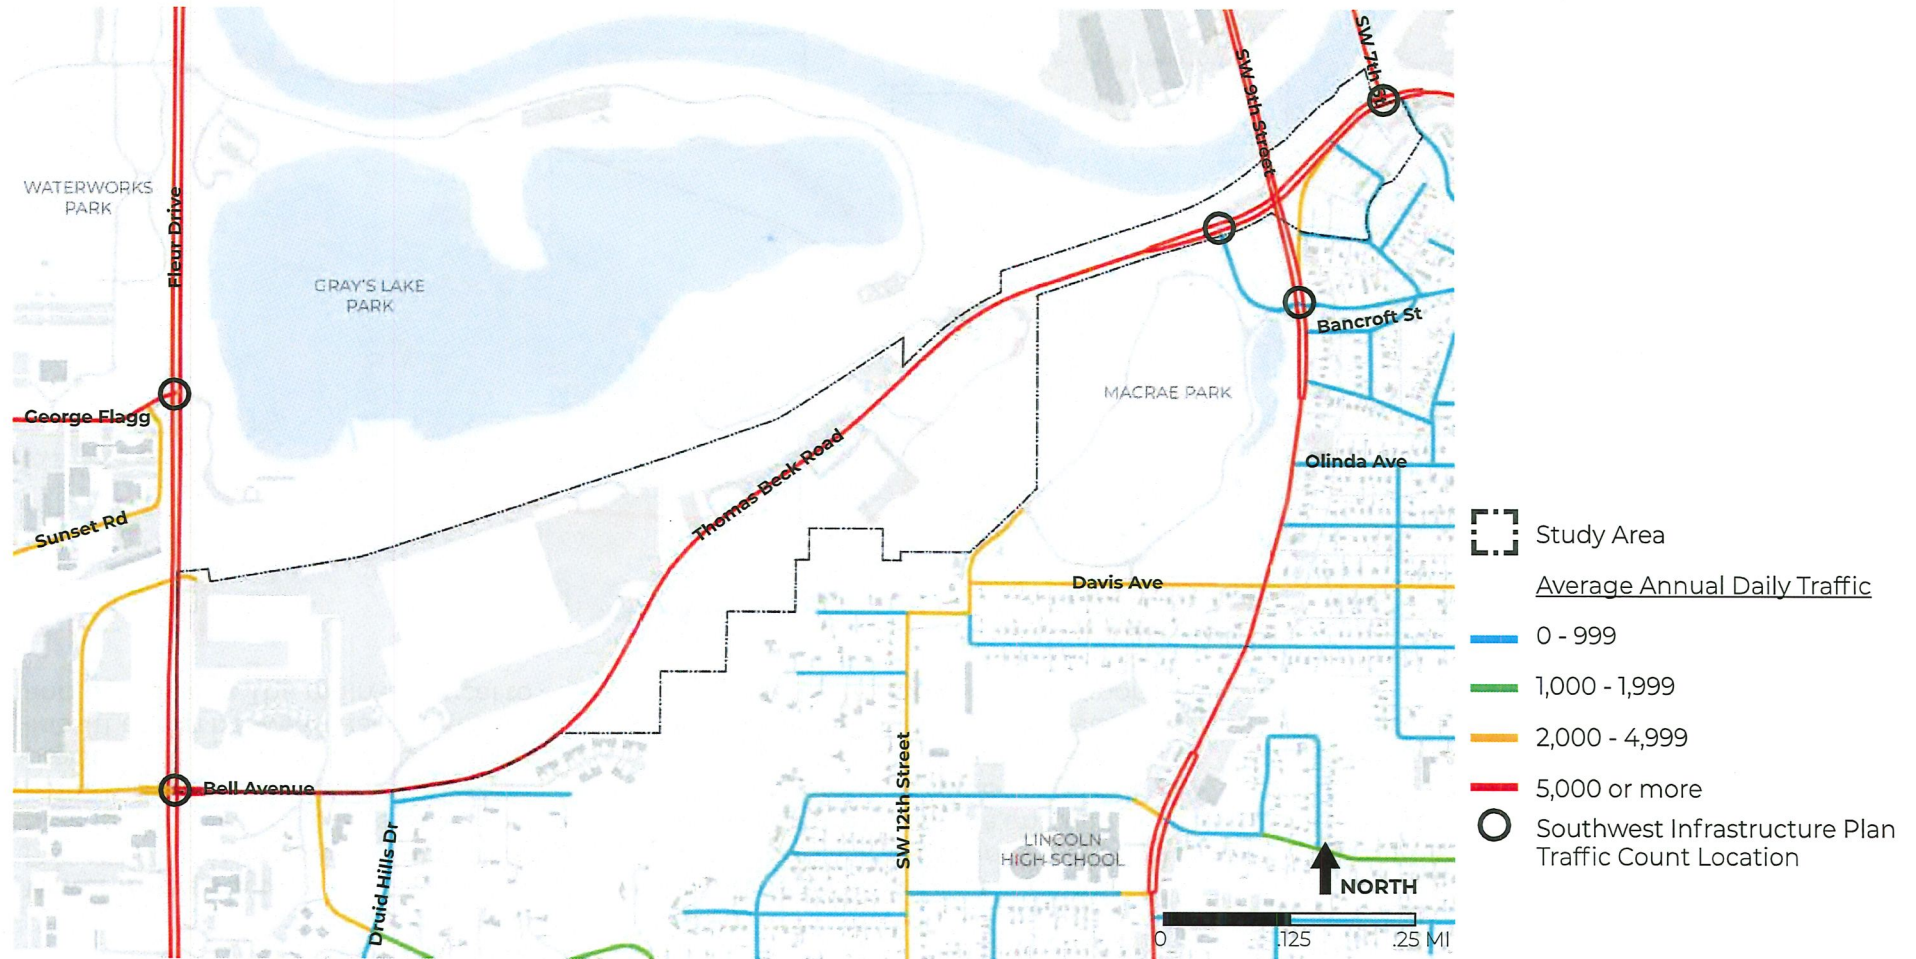 SW 7th St
SW 9th Street
WATERWORKS
PARK
Fleur Drive
GRAY'S LAKE
PARK
Bancroft St
MACRAE PARK
George Flagg
Thomas Beck Road
Olinda Ave
Sunset Rd
Davis Ave
Bell Avenue
SW 12th Street
Druid Hills Dr
LINCOLN
HIGH SCHOOL
NORTH
0 .125 .25 MI
Study Area
Average Annual Daily Traffic
0 - 999
1,000 - 1,999
2,000 - 4,999
5,000 or more
Southwest Infrastructure Plan
Traffic Count Location